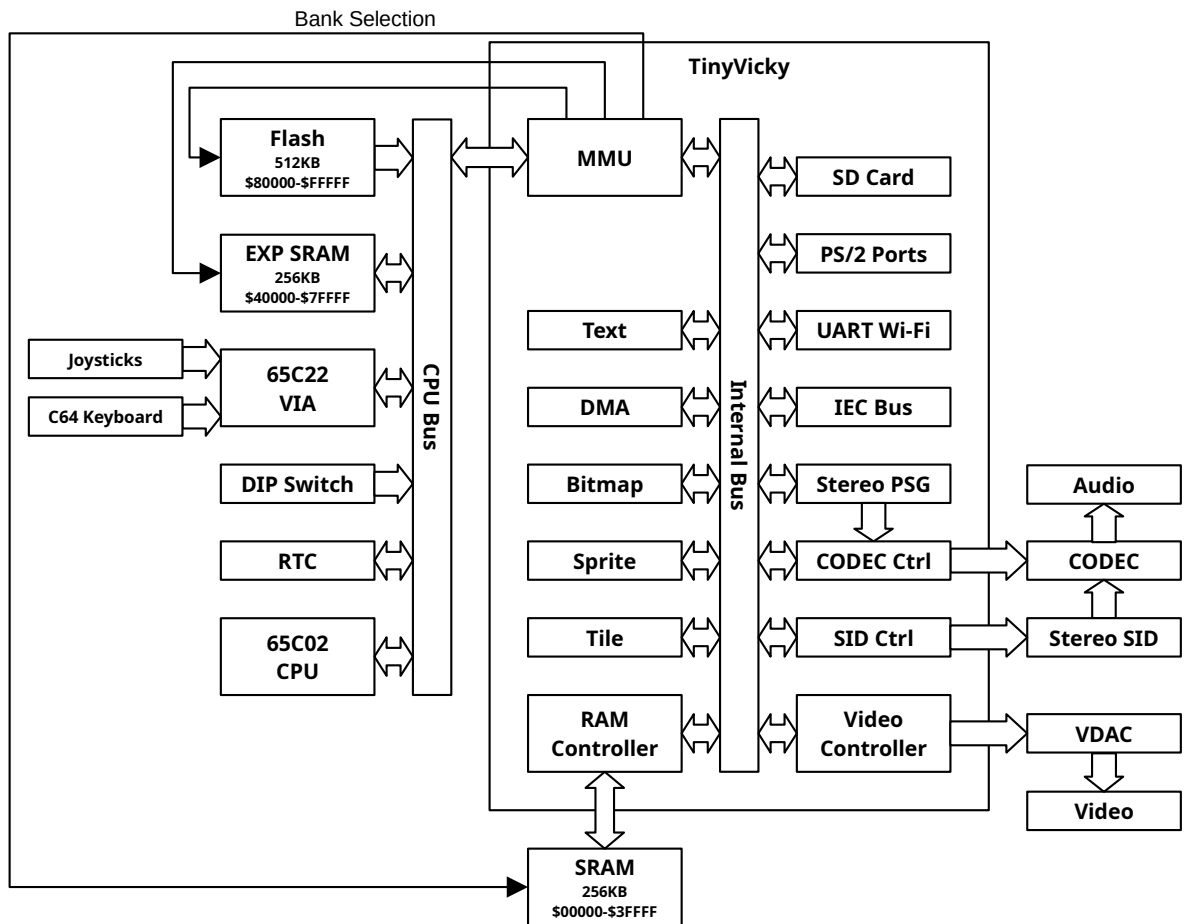 Bank Selection
TinyVicky
Flash
512KB
$80000-$FFFFF
MMU
SD Card
EXP SRAM
256KB
$40000-$7FFFF
PS/2 Ports
Joysticks
C64 Keyboard
65C22
VIA
CPU Bus
Text
Internal Bus
UART Wi-Fi
DMA
IEC Bus
DIP Switch
Bitmap
Stereo PSG
Audio
RTC
Sprite
CODEC Ctrl
CODEC
65C02
CPU
Tile
SID Ctrl
Stereo SID
RAM
Controller
Video
Controller
VDAC
Video
SRAM
256KB
$00000-$3FFFF